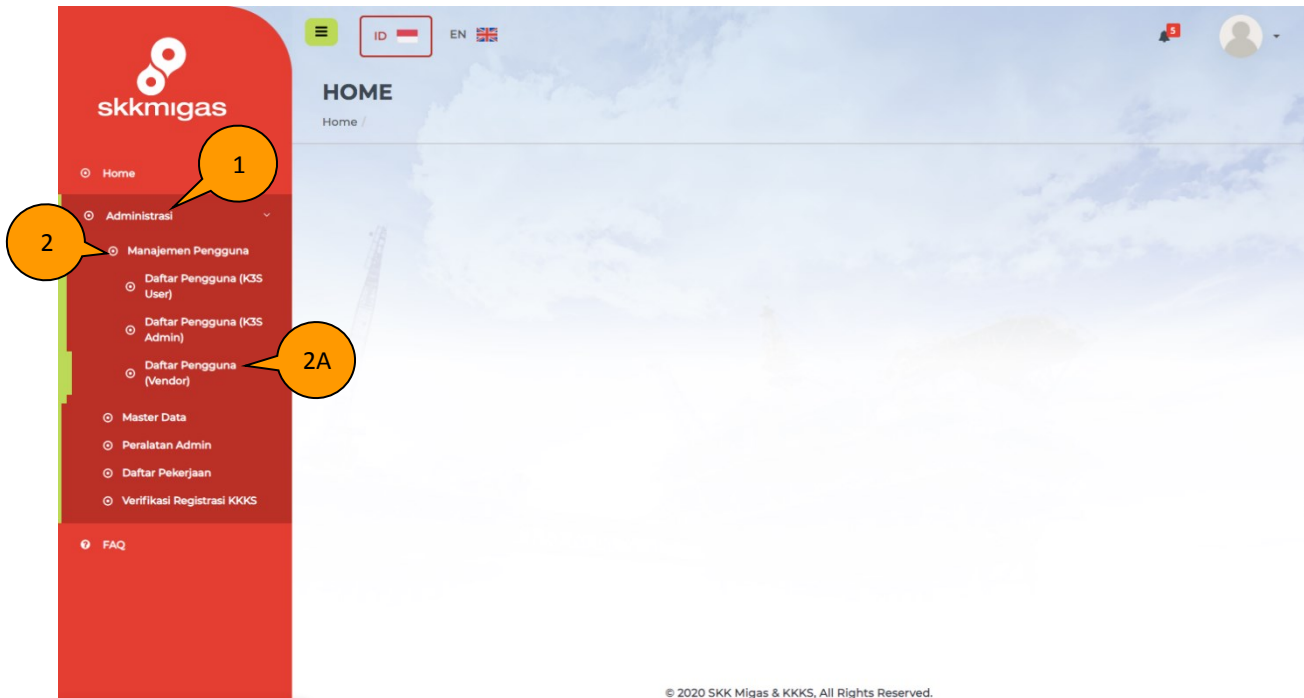 skkmigas
ID
EN
5
HOME
Home /
Home
1
Administrasi
2
Manajemen Pengguna
Daftar Pengguna (K3S
User)
Daftar Pengguna (K3S
Admin)
Daftar Pengguna
(Vendor)
2A
Master Data
Peralatan Admin
Daftar Pekerjaan
Verifikasi Registrasi KKKS
FAQ
© 2020 SKK Migas & KKKS, All Rights Reserved.